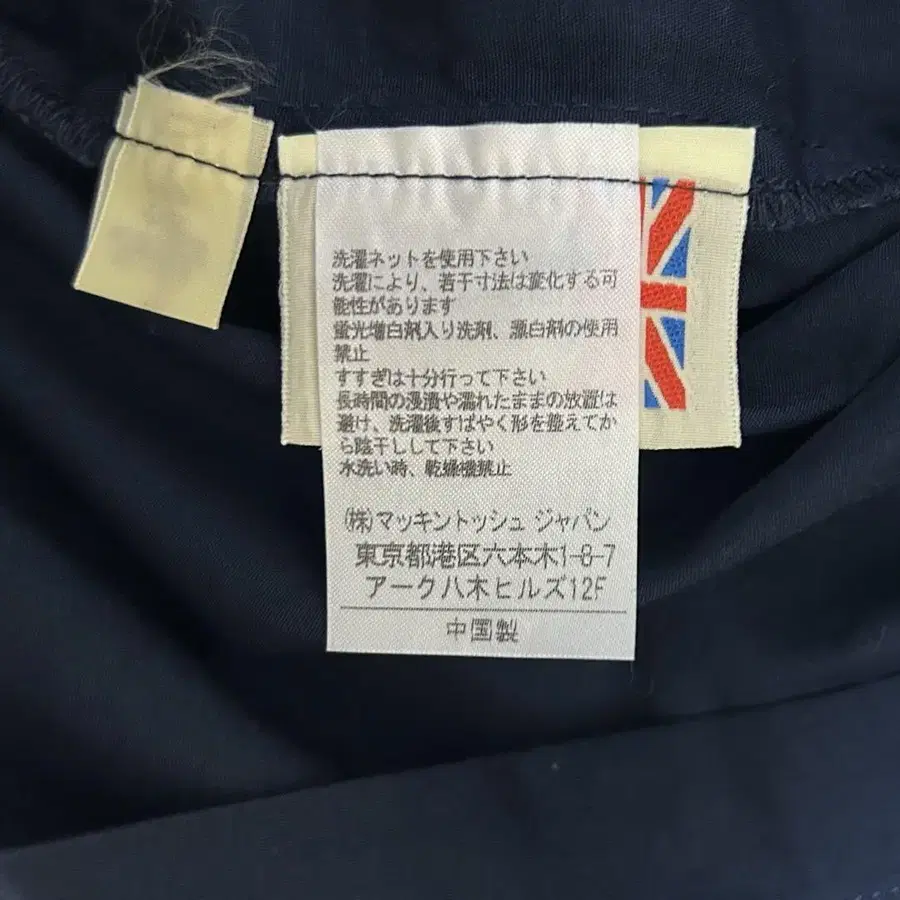 洗濯ネットを使用下さい
洗濯により、若干寸法は変化する可
能性があります
蛍光増白剤入り洗剤、漂白剤の使用
禁止
すすぎは十分行って下さい
長時間の浸漬や濡れたままの放置は
避け、洗濯後すばやく形を整えてか
ら陰干しして下さい
水洗い時、乾燥機禁止
(株)マッキントッシュ ジャパン
東京都港区六本木1-8-7
アーク八木ヒルズ12F
中国製